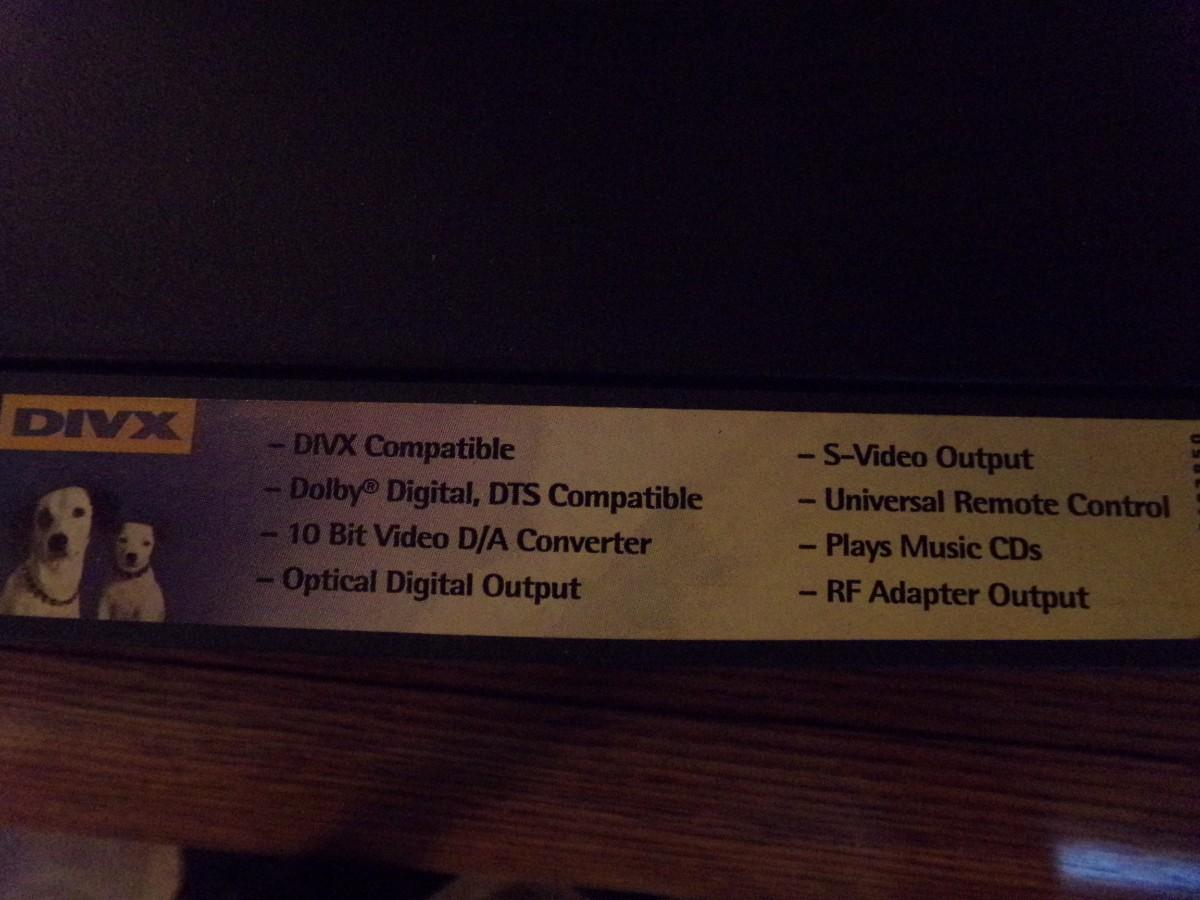 DIVX
– DIVX Compatible
– Dolby® Digital, DTS Compatible
– 10 Bit Video D/A Converter
– Optical Digital Output
– S–Video Output
– Universal Remote Control
– Plays Music CDs
– RF Adapter Output